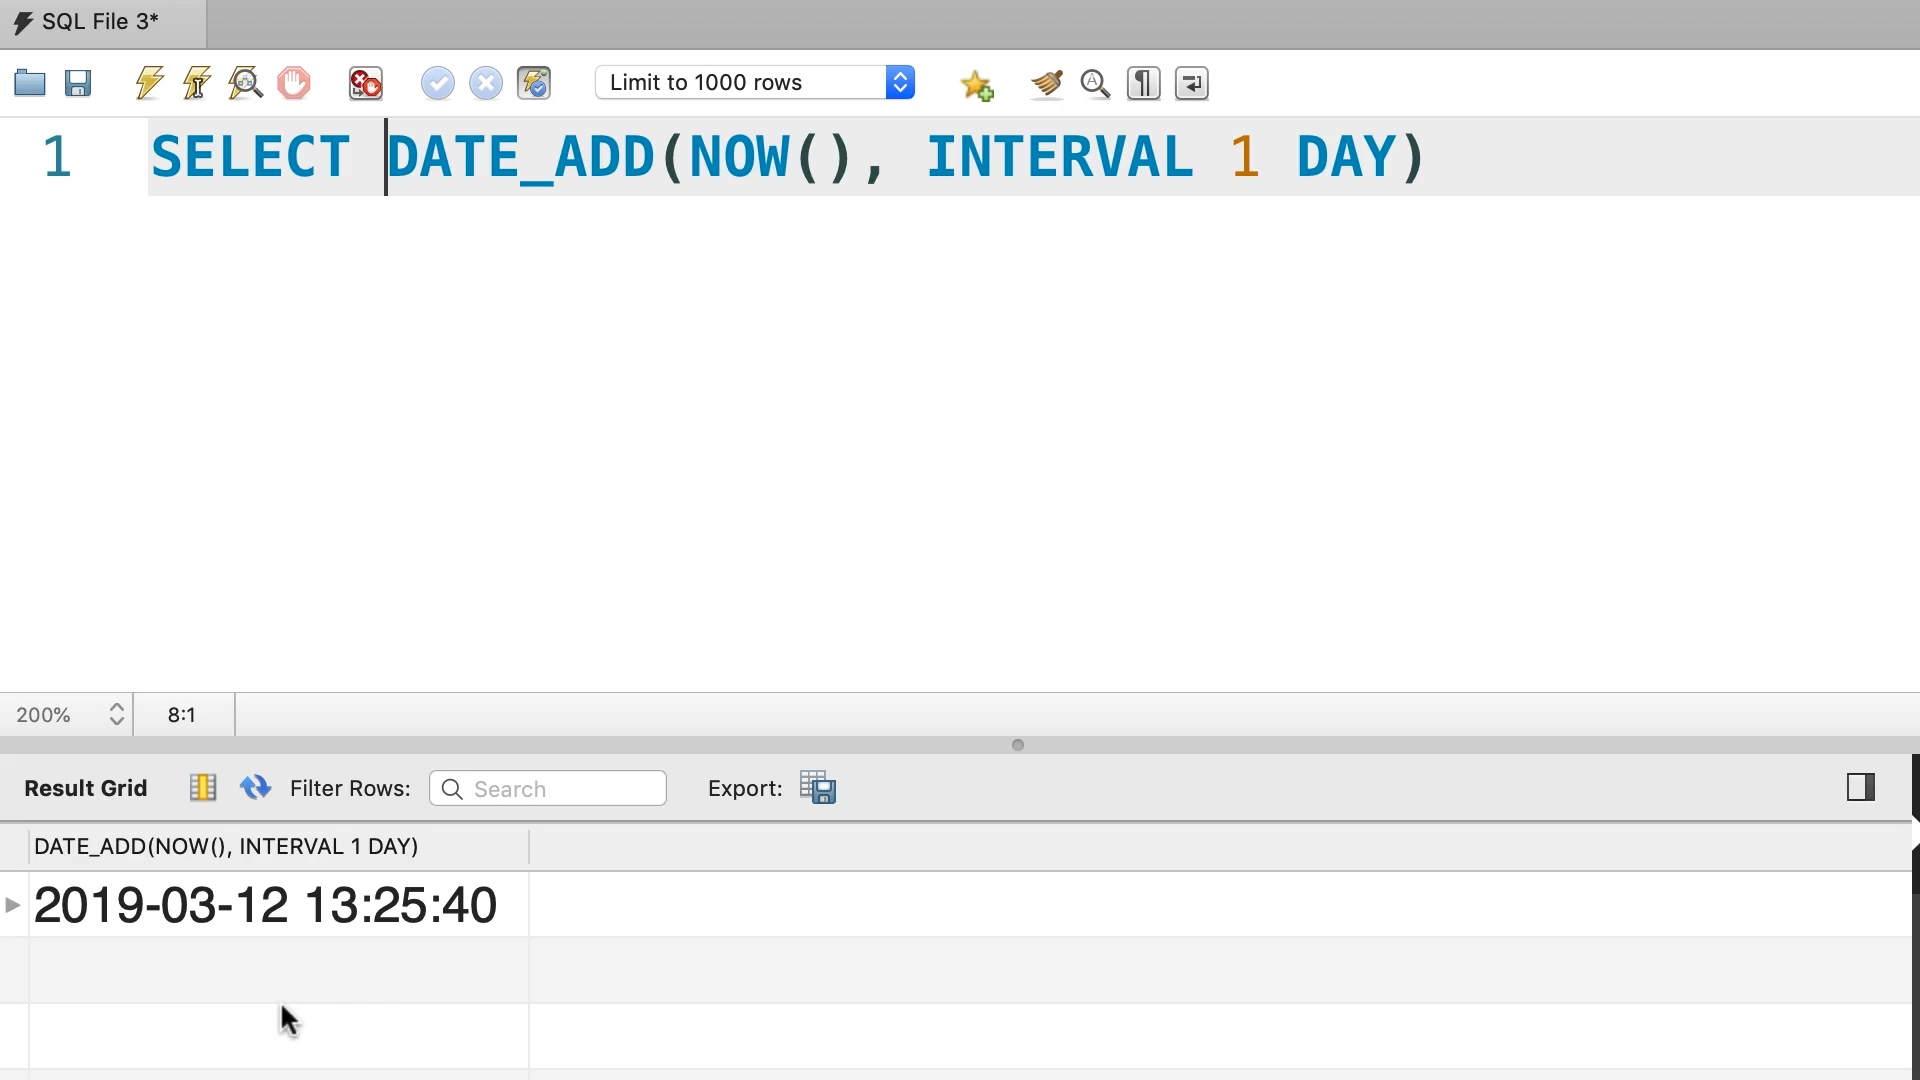 SQL File 3*
Limit to 1000 rows
1 SELECT DATE_ADD(NOW(), INTERVAL 1 DAY)
200% 8:1
Result Grid Filter Rows: Search Export:
DATE_ADD(NOW(), INTERVAL 1 DAY)
2019-03-12 13:25:40